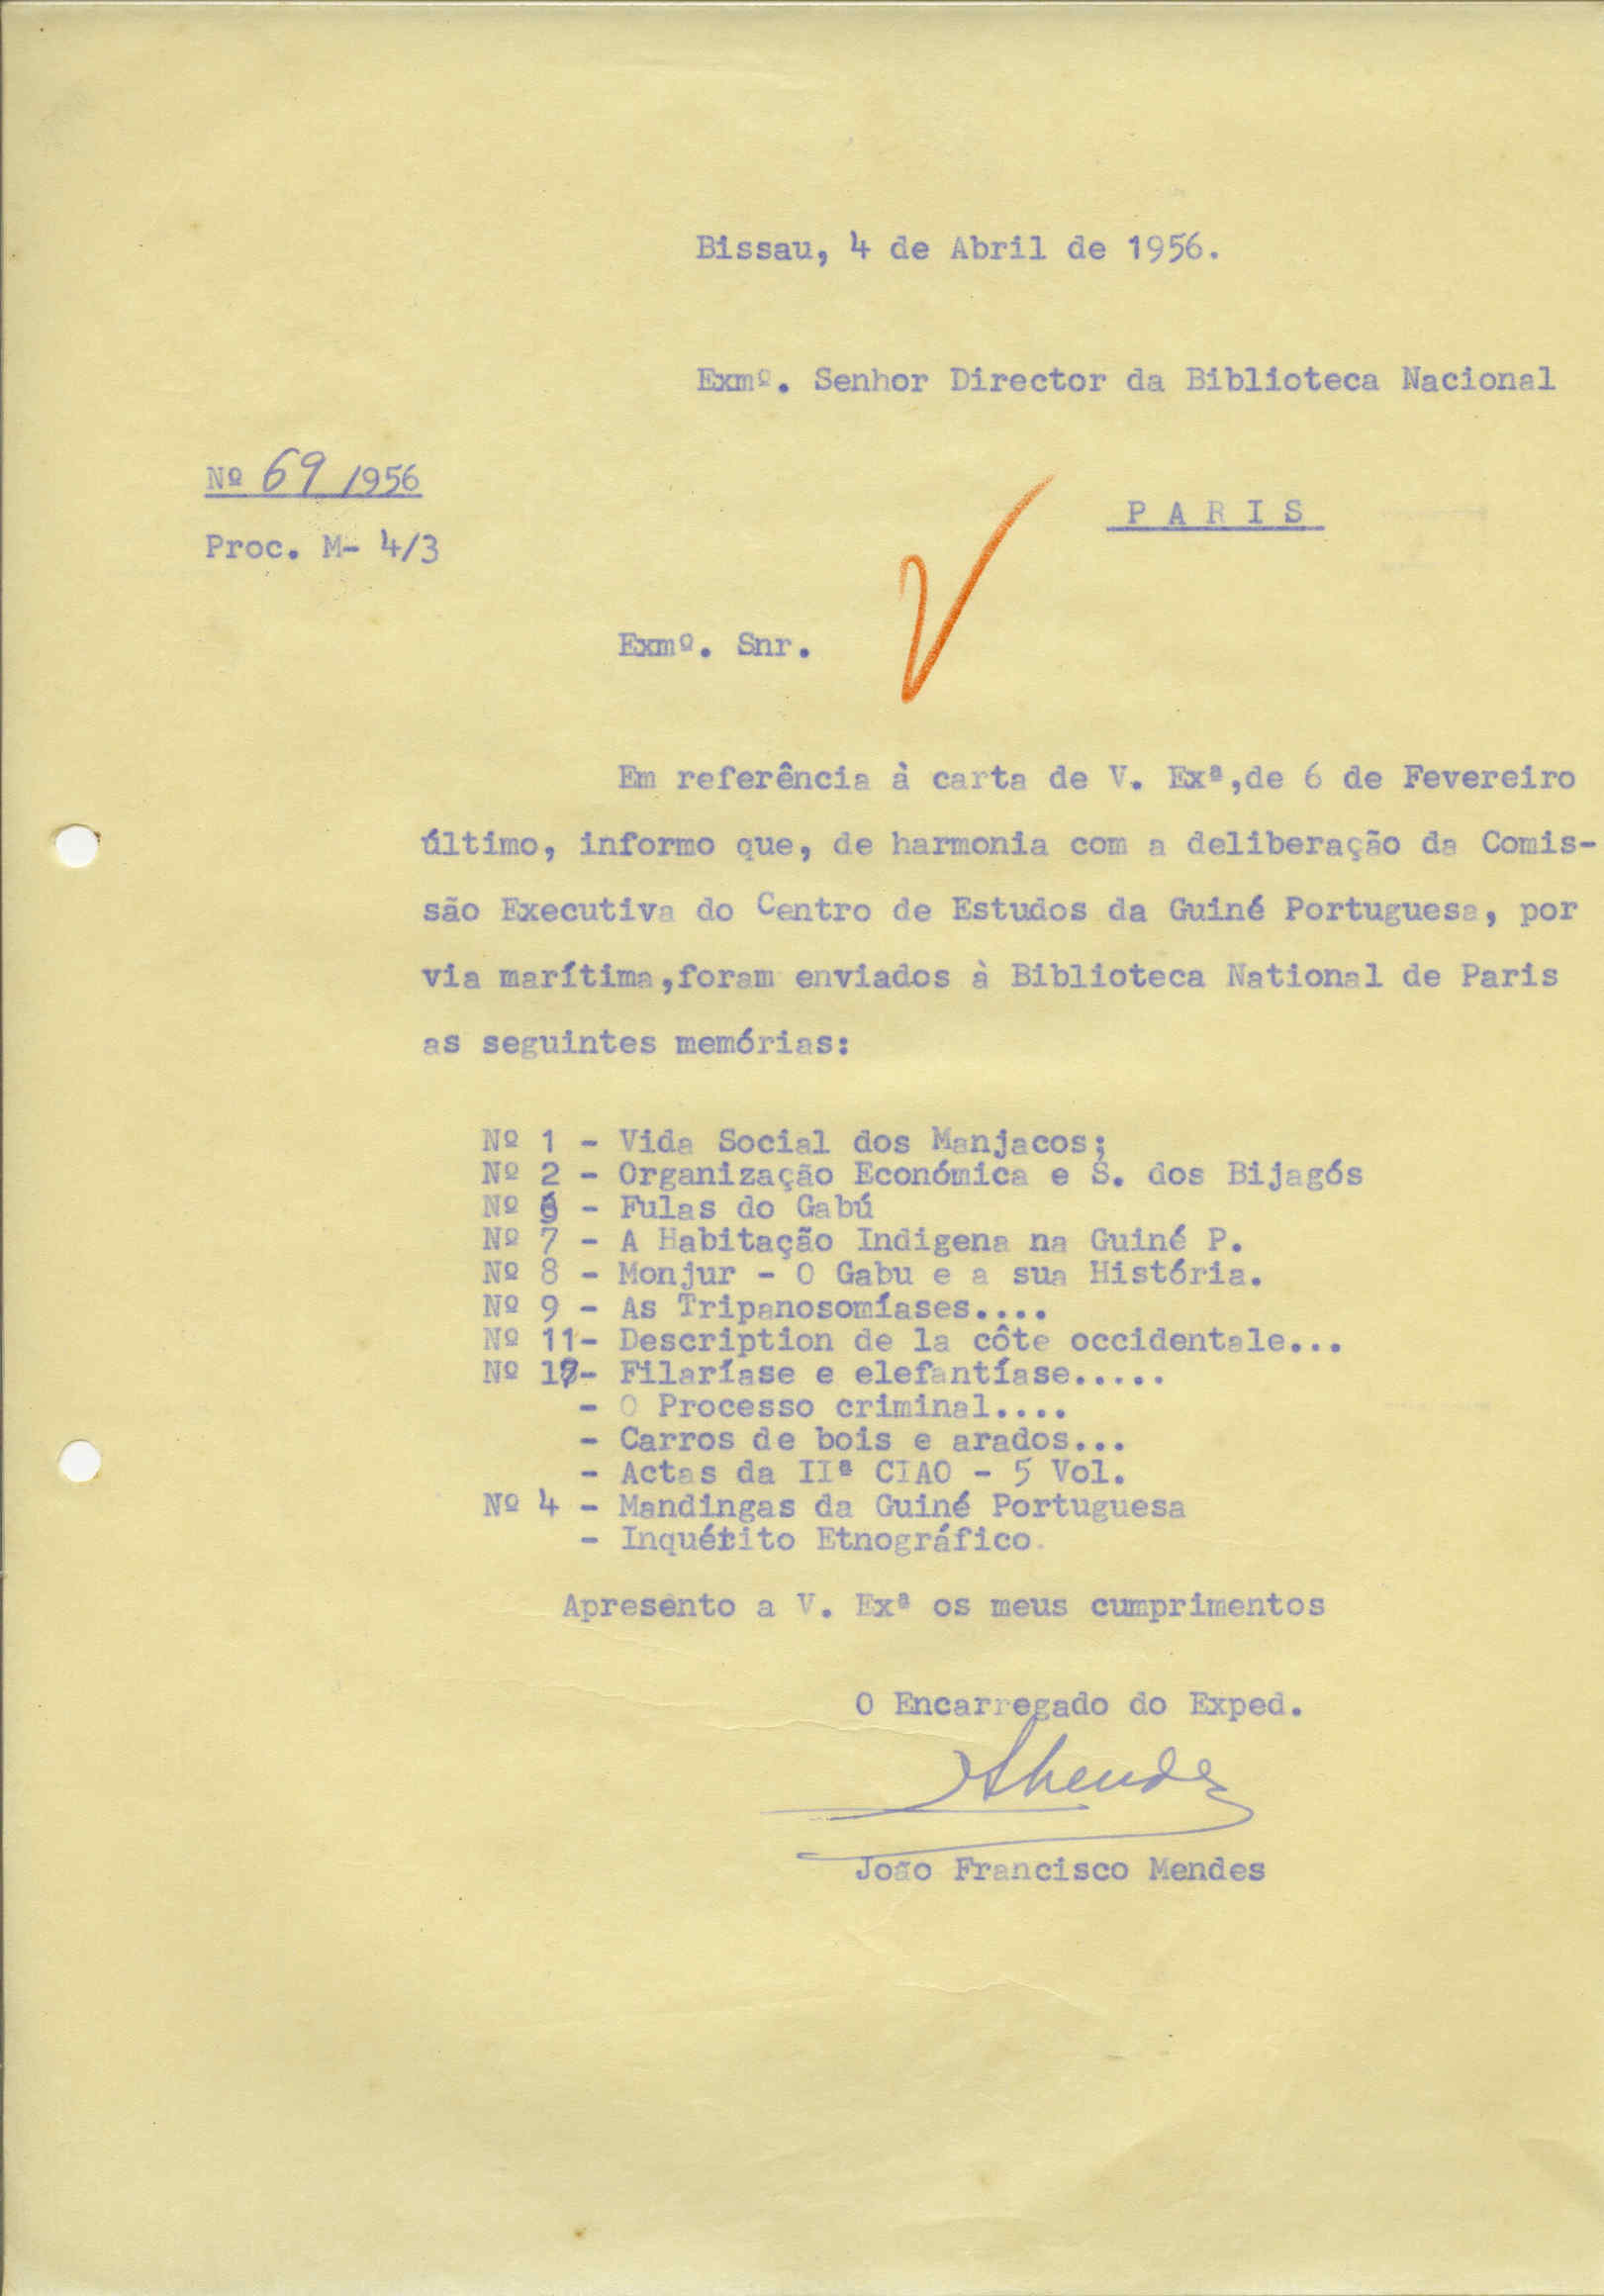 Bissau, 4 de Abril de 1956.
Exmº. Senhor Director da Biblioteca Nacional
Nº 69 /956
PARIS
Proc. M- 4/3
Exmº. Snr.
Em referência à carta de V. Exª,de 6 de Fevereiro
último, informo que, de harmonia com a deliberação da Comis-
são Executiva do Centro de Estudos da Guiné Portuguesa, por
via marítima,foram enviados à Biblioteca National de Paris
as seguintes memórias:
Nº 1 - Vida Social dos Manjacos;
Nº 2 - Organização Económica e S. dos Bijagós
Nº 6 - Fulas do Gabú
Nº 7 - A Habitação Indigena na Guiné P.
Nº 8 - Monjur - O Gabu e a sua História.
Nº 9 - As Tripanosomíases....
Nº 11- Description de la côte occidentale...
Nº - Filaríase e elefantíase.....
- O Processo criminal....
- Carros de bois e arados...
- Actas da IIª CIAO - 5 Vol.
Nº 4 - Mandingas da Guiné Portuguesa
- Inquérito Etnográfico.
Apresento a V. Exª os meus cumprimentos
O Encarregado do Exped.
João Francisco Mendes